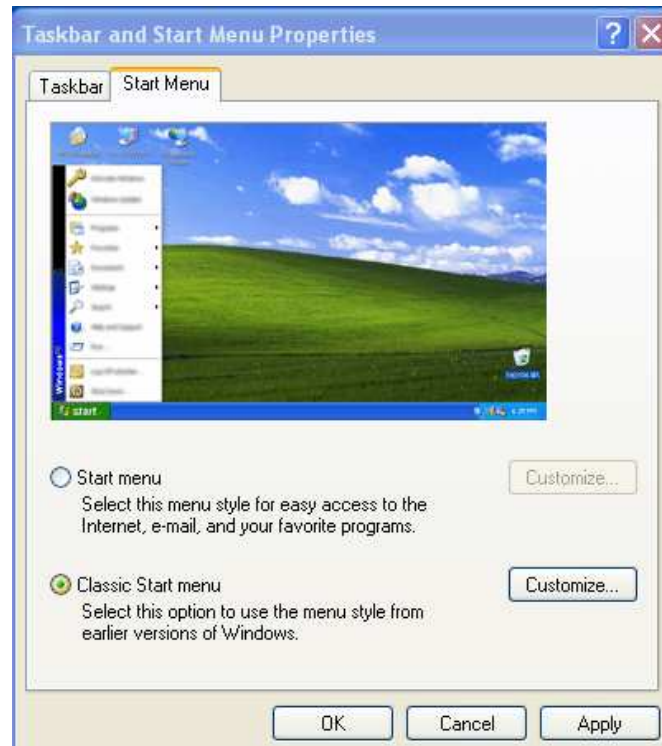 Taskbar and Start Menu Properties
Taskbar
Start Menu
Windows
start
Start menu
Customize...
Select this menu style for easy access to the
Internet, e-mail, and your favorite programs.
Classic Start menu
Customize...
Select this option to use the menu style from
earlier versions of Windows.
OK
Cancel
Apply